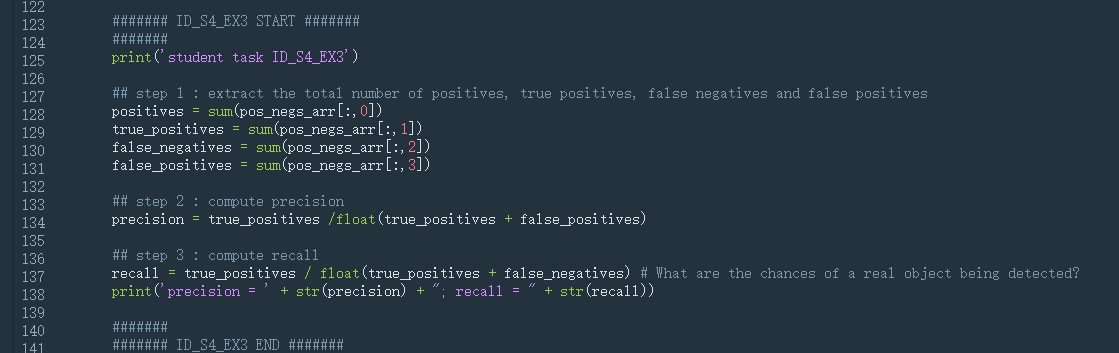 122
123 ####### ID_S4_EX3 START #######
124 #######
125 print('student task ID_S4_EX3')
126
127 ## step 1 : extract the total number of positives, true positives, false negatives and false positives
128 positives = sum(pos_negs_arr[:,0])
129 true_positives = sum(pos_negs_arr[:,1])
130 false_negatives = sum(pos_negs_arr[:,2])
131 false_positives = sum(pos_negs_arr[:,3])
132
133 ## step 2 : compute precision
134 precision = true_positives /float(true_positives + false_positives)
135
136 ## step 3 : compute recall
137 recall = true_positives / float(true_positives + false_negatives) # What are the chances of a real object being detected?
138 print('precision = ' + str(precision) + "; recall = " + str(recall))
139
140 #######
141 ####### ID_S4_EX3 END #######